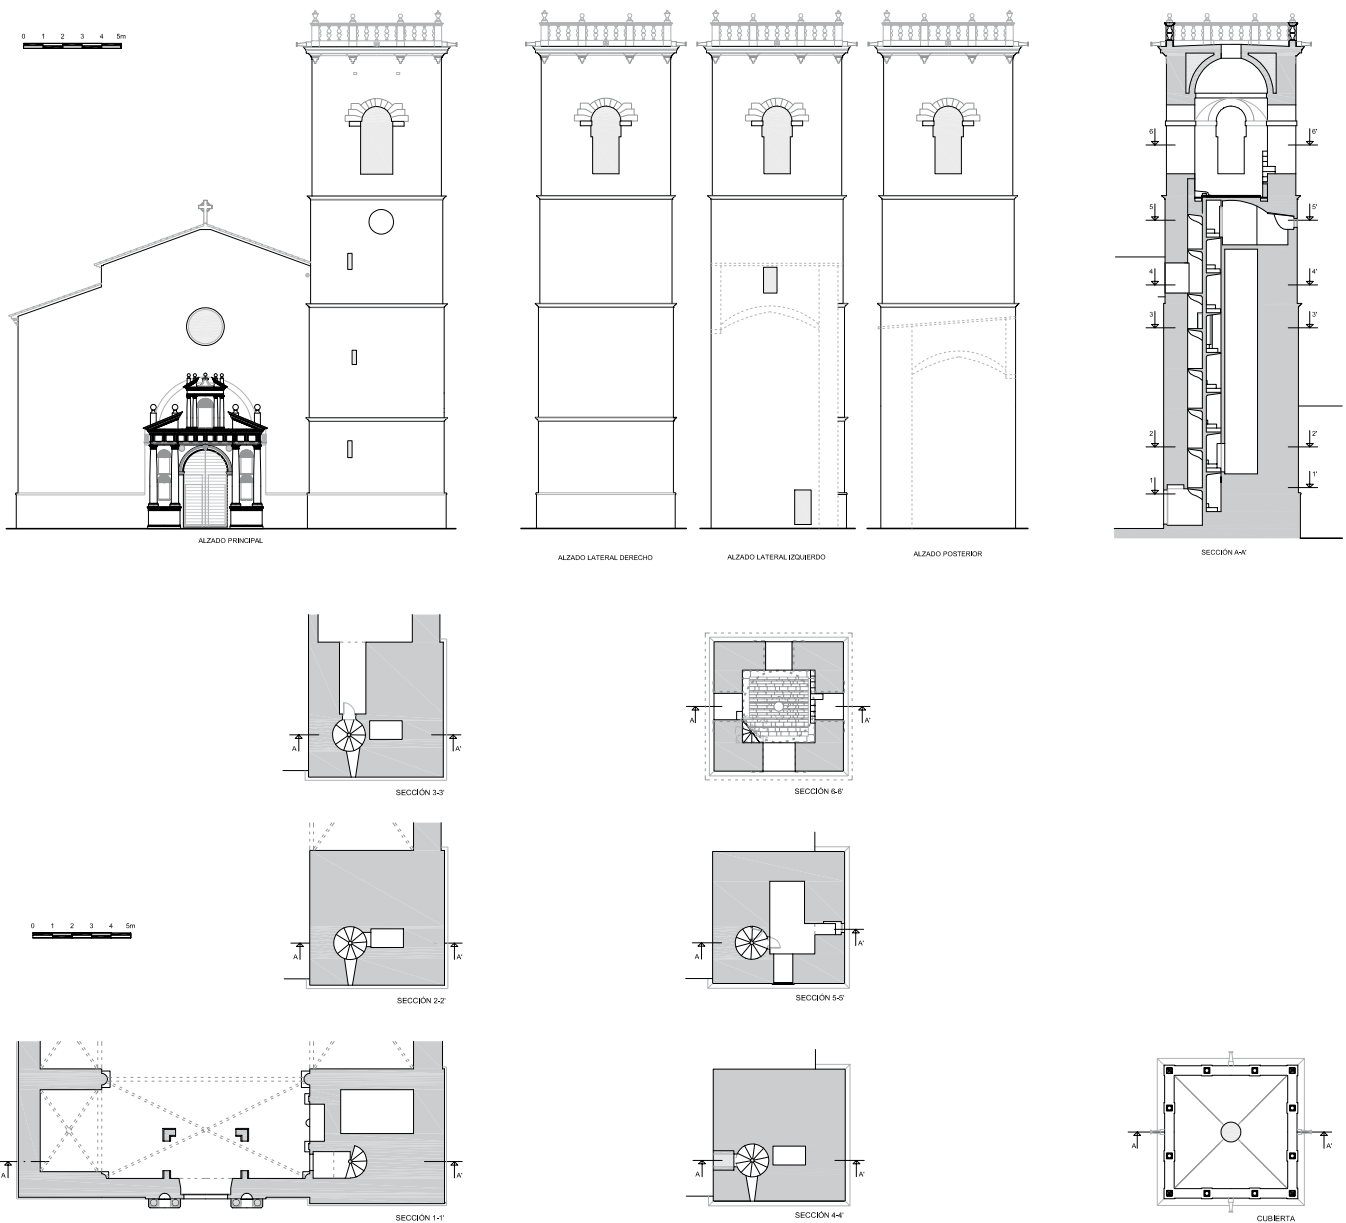 0 1 2 3 4 5m
ALZADO PRINCIPAL
ALZADO LATERAL DERECHO
ALZADO LATERAL IZQUIERDO
ALZADO POSTERIOR
6 6'
5 5'
4 4'
3 3'
2 2'
1 1'
SECCIÓN A-A'
A A'
SECCIÓN 3-3'
A A'
SECCIÓN 6-6'
0 1 2 3 4 5m
A A'
SECCIÓN 2-2'
A A'
SECCIÓN 5-5'
A A'
SECCIÓN 1-1'
A A'
SECCIÓN 4-4'
A A'
CUBIERTA